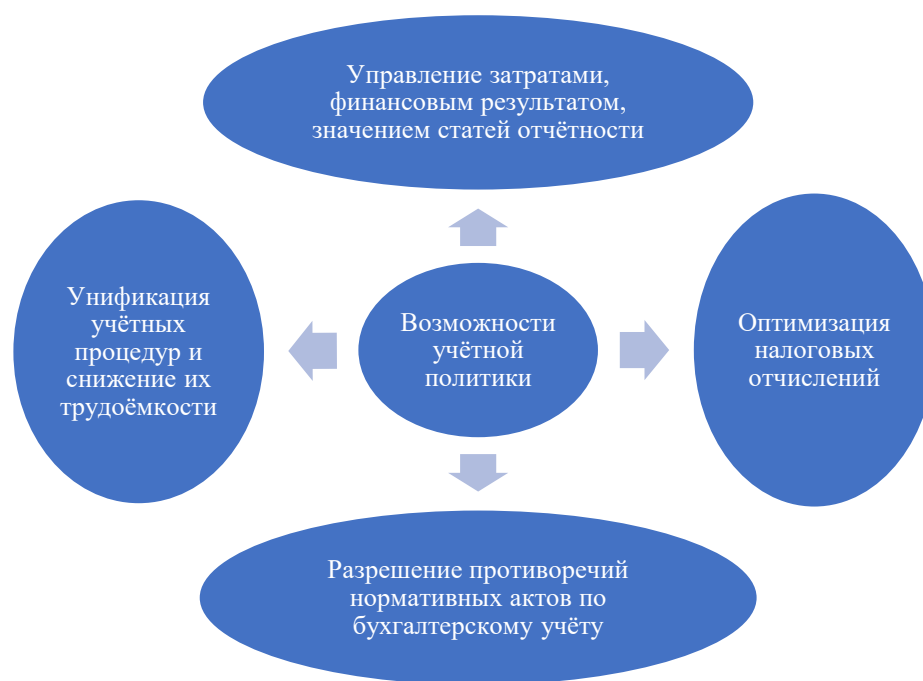 Управление затратами,
финансовым результатом,
значением статей отчётности
Унификация
учётных
процедур и
снижение их
трудоёмкости
Возможности
учётной
политики
Оптимизация
налоговых
отчислений
Разрешение противоречий
нормативных актов по
бухгалтерскому учёту